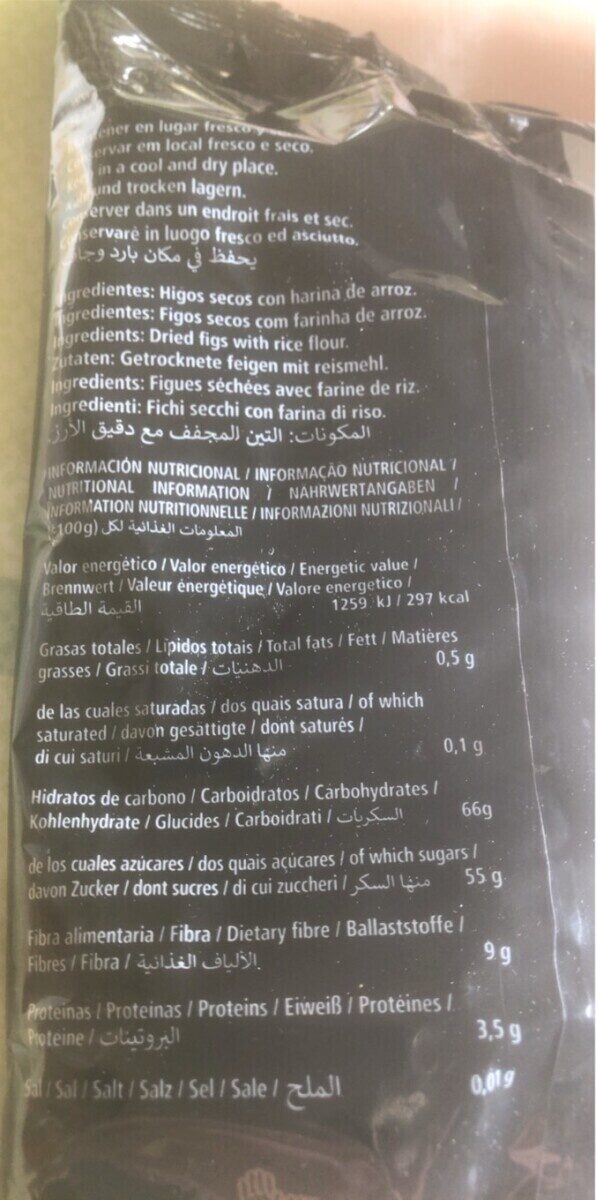 en lugar fresco y
em local fresco e seco.
in a cool and dry place.
und trocken lagern.
dans un endroit frais et sec.
in luogo fresco ed asciutto.
يحفظ في مكان بارد
Ingredientes: Higos secos con harina de arroz.
Ingredientes: Figos secos com farinha de arroz.
Ingredients: Dried figs with rice flour.
Zutaten: Getrocknete feigen mit reismehl.
Ingredients: Figues séchées avec farine de riz.
Ingredienti: Fichi secchi con farina di riso.
المكونات: التين المجفف مع دقيق الأرز
INFORMACIÓN NUTRICIONAL / INFORMAÇÃO NUTRICIONAL /
NUTRITIONAL INFORMATION / NÄHRWERTANGABEN /
INFORMATION NUTRITIONNELLE / INFORMAZIONI NUTRIZIONALI /
المعلومات الغذائية لكل (100g)
Valor energético / Valor energético / Energetic value /
Brennwert / Valeur énergétique / Valore energetico /
القيمة الطاقية 1259 kJ / 297 kcal
Grasas totales / Lipidos totais / Total fats / Fett / Matières
grasses / Grassi totale / الدهنيات 0,5 g
de las cuales saturadas / dos quais satura / of which
saturated / davon gesättigte / dont saturés /
di cui saturi / منها الدهون المشبعة 0,1 g
Hidratos de carbono / Carboidratos / Carbohydrates /
Kohlenhydrate / Glucides / Carboidrati / السكريات 66g
de los cuales azúcares / dos quais açúcares / of which sugars /
davon Zucker / dont sucres / di cui zuccheri / منها السكر 55 g
Fibra alimentaria / Fibra / Dietary fibre / Ballaststoffe /
Fibres / Fibra / الألياف الغذائية 9 g
Proteínas / Proteinas / Proteins / Eiweiß / Protéines /
Proteine / البروتينات 3,5 g
Sal / Sal / Salt / Salz / Sel / Sale / الملح 0,01 g